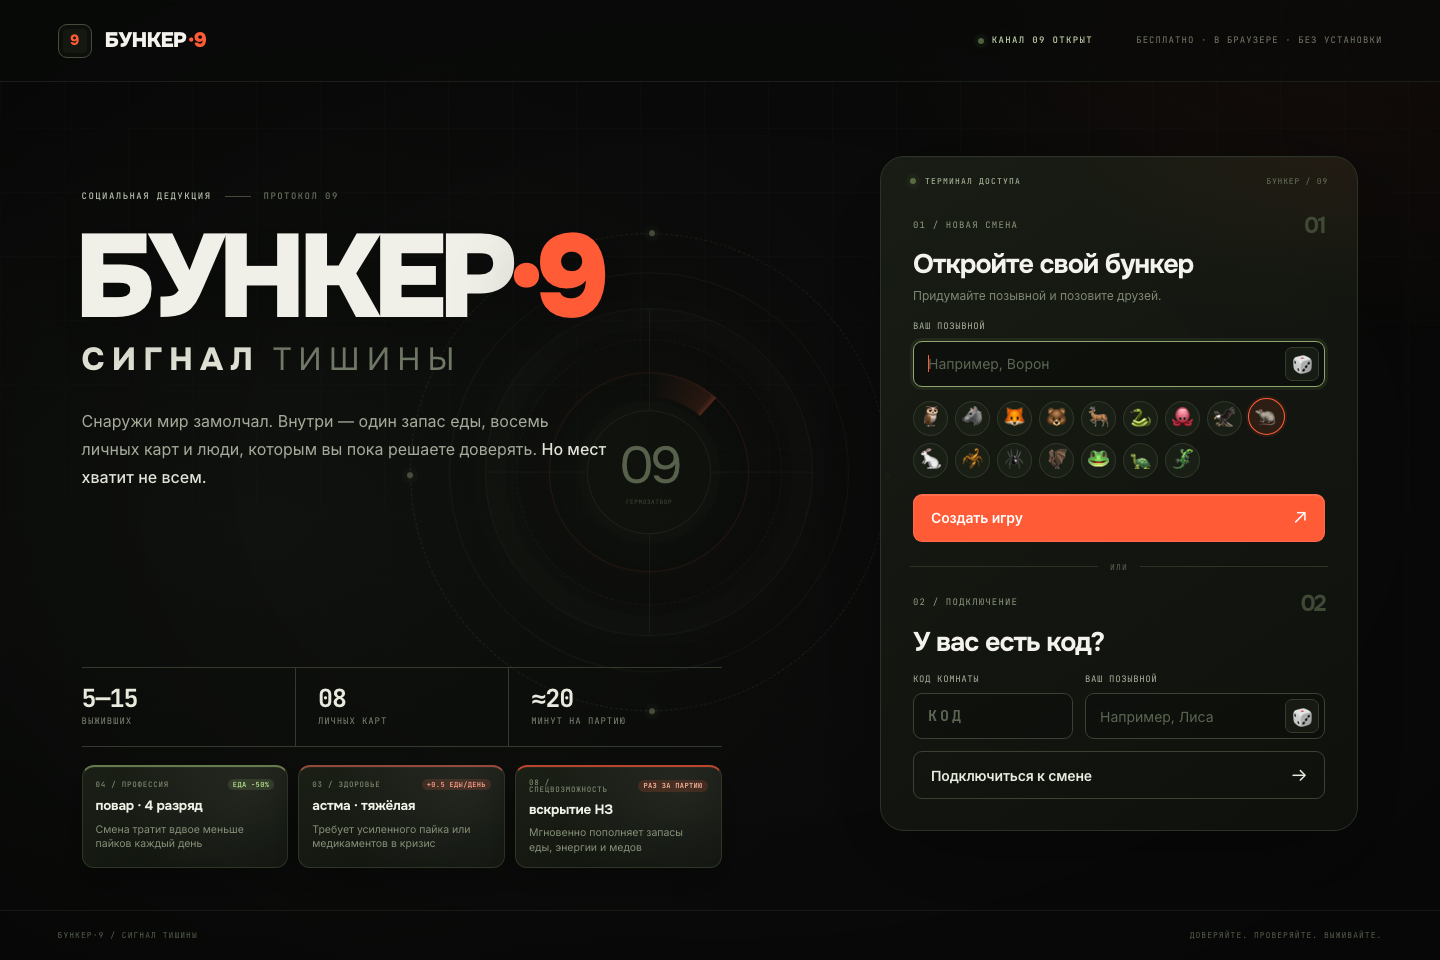 9 БУНКЕР·9
КАНАЛ 09 ОТКРЫТ
БЕСПЛАТНО · В БРАУЗЕРЕ · БЕЗ УСТАНОВКИ
СОЦИАЛЬНАЯ ДЕДУКЦИЯ — ПРОТОКОЛ 09
БУНКЕР·9
СИГНАЛ ТИШИНЫ
Снаружи мир замолчал. Внутри — один запас еды, восемь
личных карт и люди, которым вы пока решаете доверять. Но мест
хватит не всем.
09
ГЕРМОЗАТВОР
5—15
ВЫЖИВШИХ
08
ЛИЧНЫХ КАРТ
≈20
МИНУТ НА ПАРТИЮ
04 / ПРОФЕССИЯ
ЕДА -50%
повар · 4 разряд
Смена тратит вдвое меньше
пайков каждый день
03 / ЗДОРОВЬЕ
+0.5 ЕДЫ/ДЕНЬ
астма · тяжёлая
Требует усиленного пайка или
медикаментов в кризис
08 /
СПЕЦВОЗМОЖНОСТЬ
РАЗ ЗА ПАРТИЮ
вскрытие НЗ
Мгновенно пополняет запасы
еды, энергии и медов
ТЕРМИНАЛ ДОСТУПА
БУНКЕР / 09
01 / НОВАЯ СМЕНА
01
Откройте свой бункер
Придумайте позывной и позовите друзей.
ВАШ ПОЗЫВНОЙ
Например, Ворон
Создать игру
ИЛИ
02 / ПОДКЛЮЧЕНИЕ
02
У вас есть код?
КОД КОМНАТЫ
КОД
ВАШ ПОЗЫВНОЙ
Например, Лиса
Подключиться к смене
БУНКЕР·9 / СИГНАЛ ТИШИНЫ
ДОВЕРЯЙТЕ. ПРОВЕРЯЙТЕ. ВЫЖИВАЙТЕ.